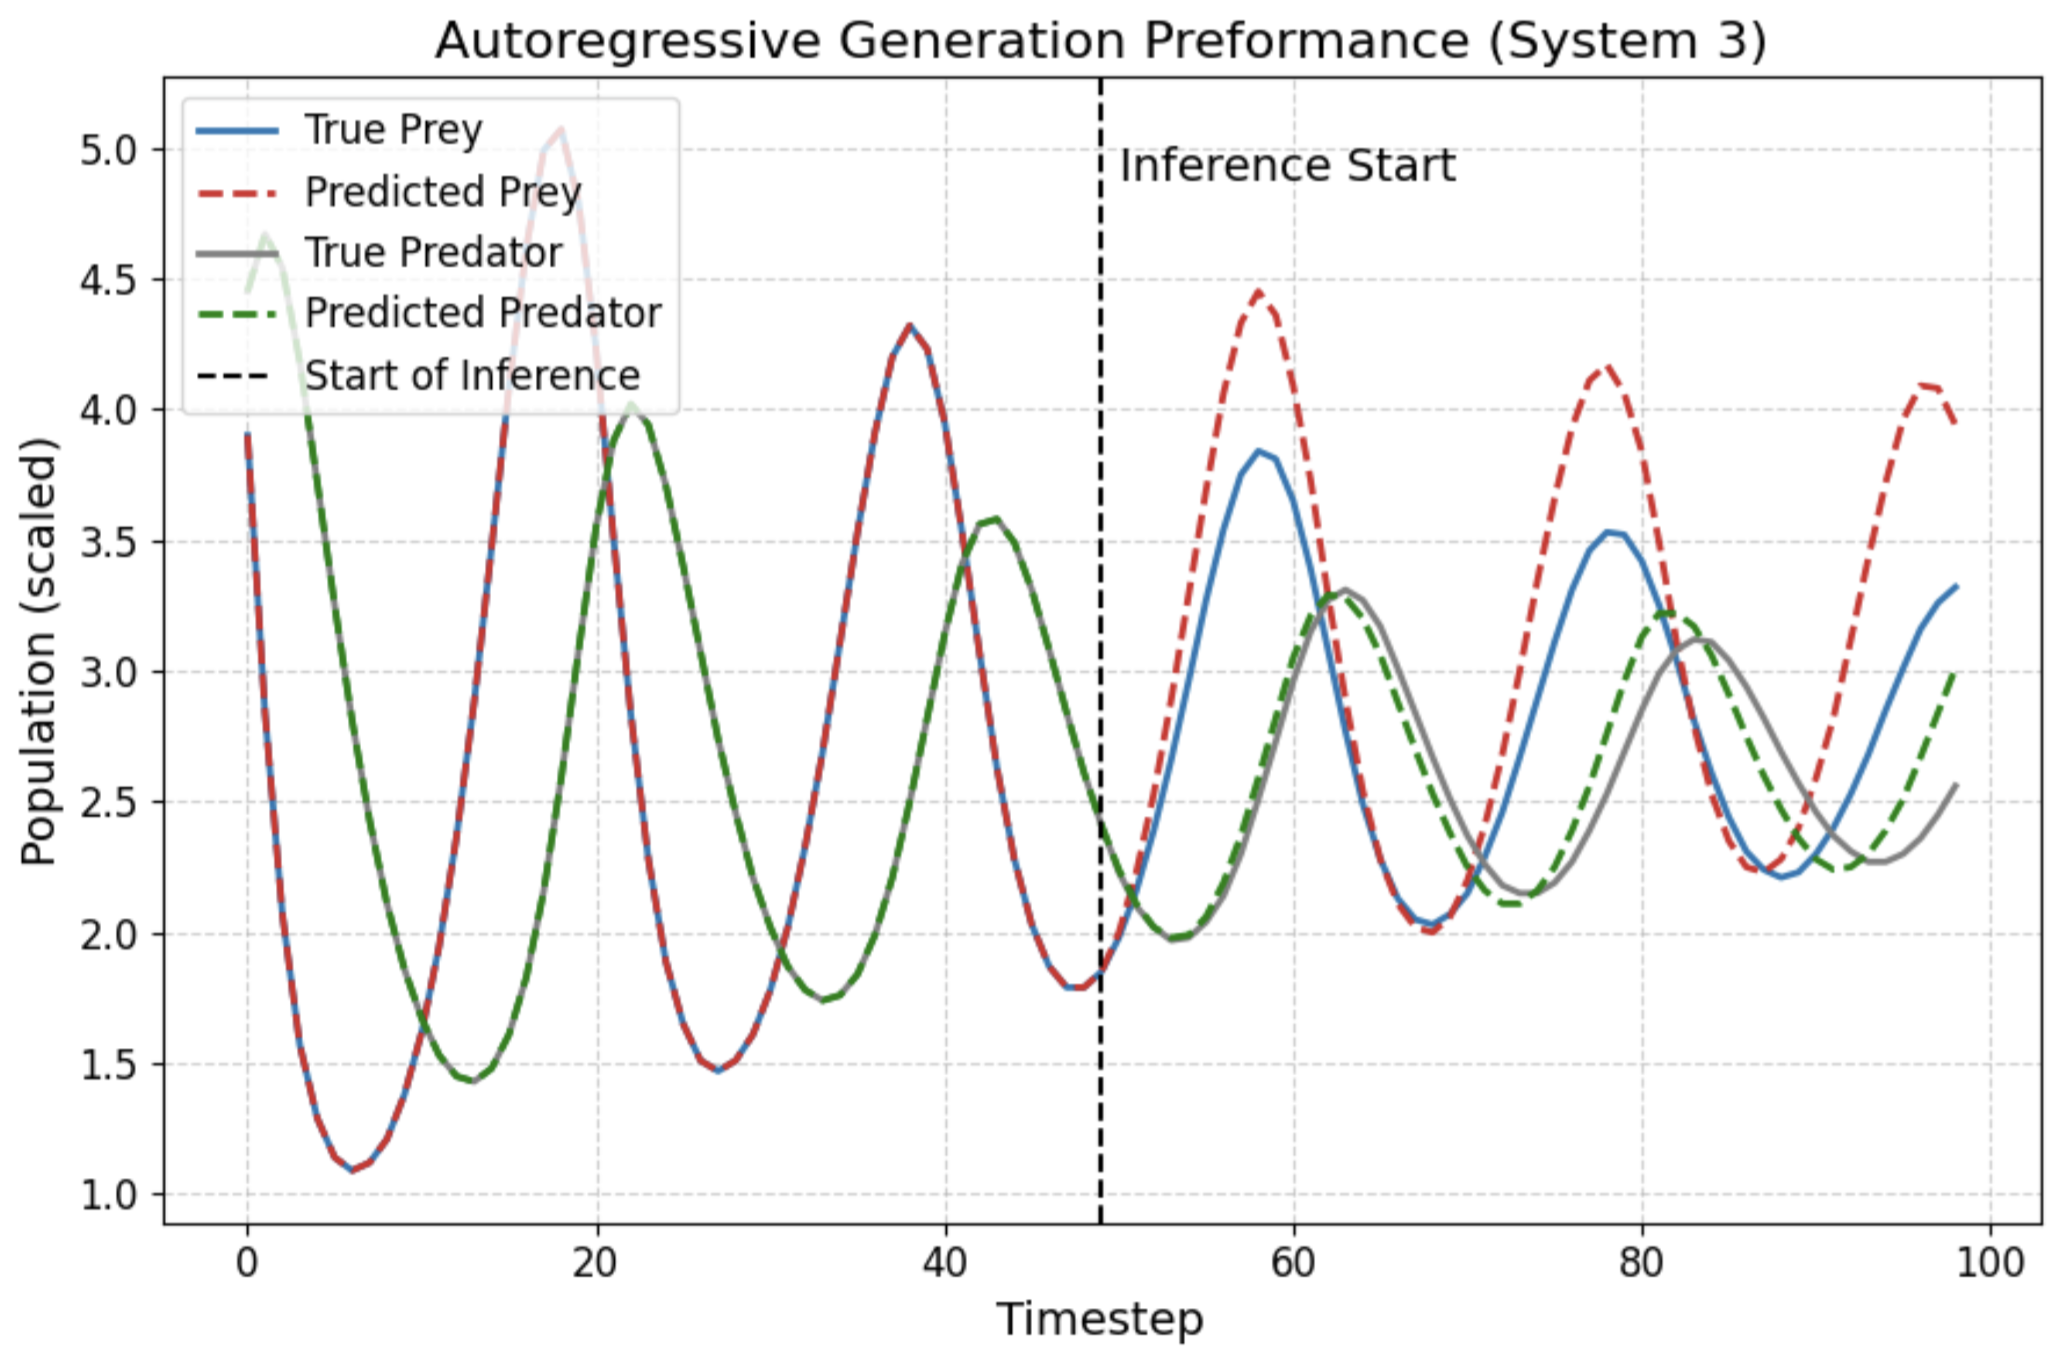 Autoregressive Generation Preformance (System 3)
True Prey
Predicted Prey
True Predator
Predicted Predator
Start of Inference
Inference Start
Population (scaled)
5.0
4.5
4.0
3.5
3.0
2.5
2.0
1.5
1.0
0
20
40
60
80
100
Timestep